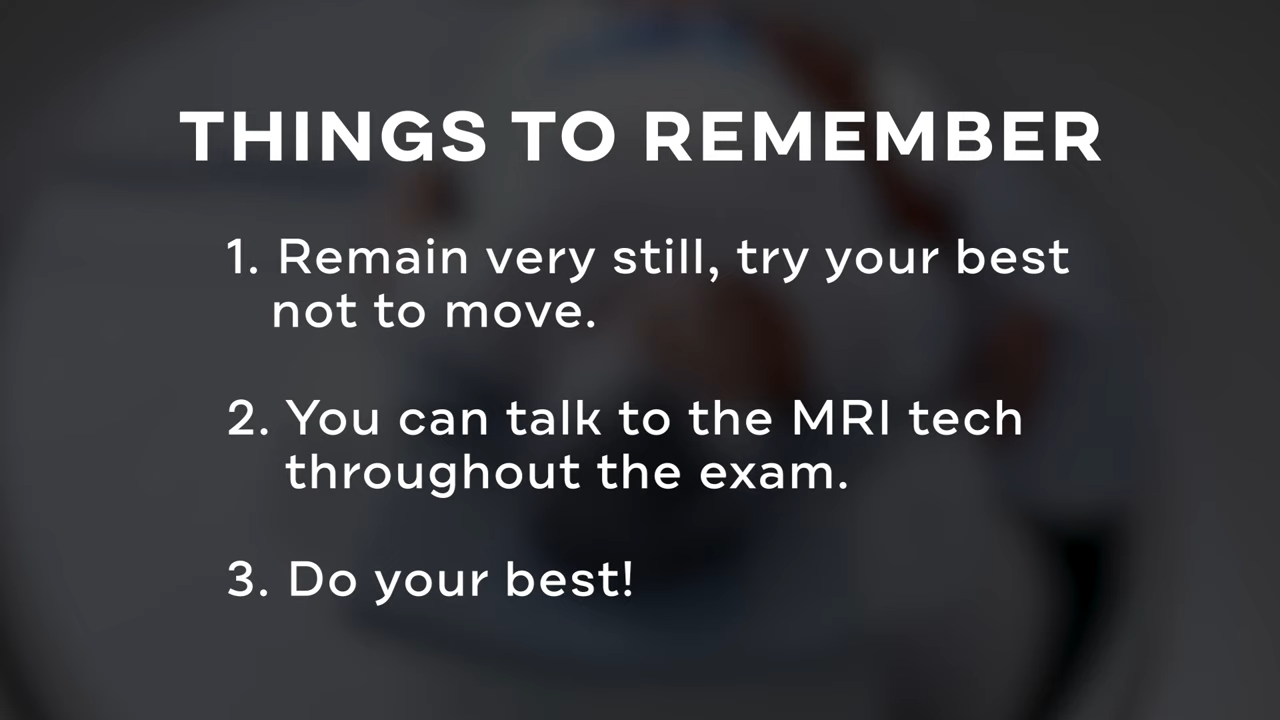 THINGS TO REMEMBER
1. Remain very still, try your best
not to move.
2. You can talk to the MRI tech
throughout the exam.
3. Do your best!